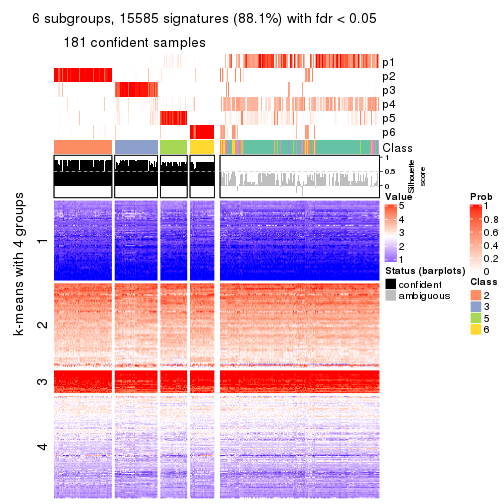 6 subgroups, 15585 signatures (88.1%) with fdr < 0.05
181 confident samples
p1
p2
p3
p4
p5
p6
Class
1
0.5
0
Silhouette
score
k-means with 4 groups
1
2
3
4
Value
5
4
3
2
1
Status (barplots)
confident
ambiguous
Prob
1
0.8
0.6
0.4
0.2
0
Class
2
3
5
6